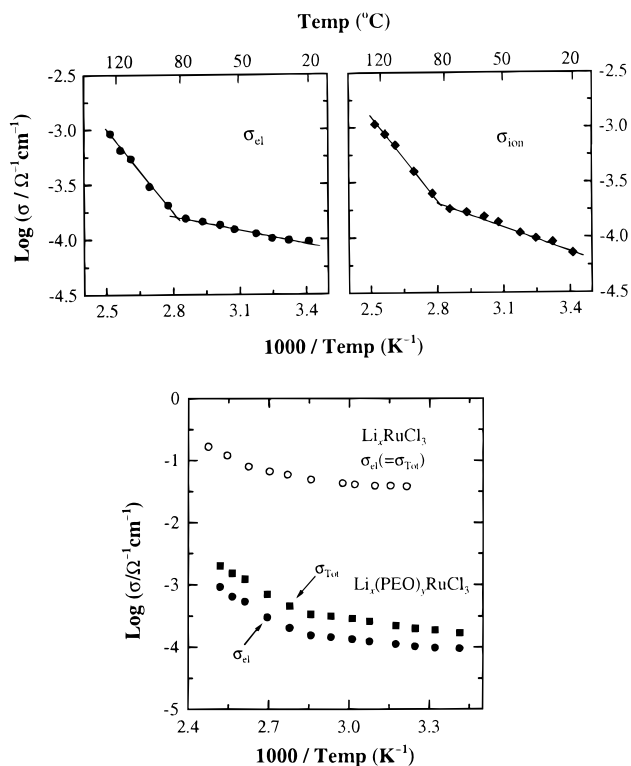 Temp (°C)
120 80 50 20 120 80 50 20
-2.5 -2.5
-3.0 -3.0
-3.5 -3.5
-4.0 -4.0
-4.5 -4.5
σel σion
Log (σ / Ω⁻¹cm⁻¹)
2.5 2.8 3.1 3.4 2.5 2.8 3.1 3.4
1000 / Temp (K⁻¹)
0
-1
-2
-3
-4
-5
LixRuCl3
σel(=σTot)
σTot
Lix(PEO)yRuCl3
σel
Log (σ/Ω⁻¹cm⁻¹)
2.4 2.7 3.0 3.3
1000 / Temp (K⁻¹)